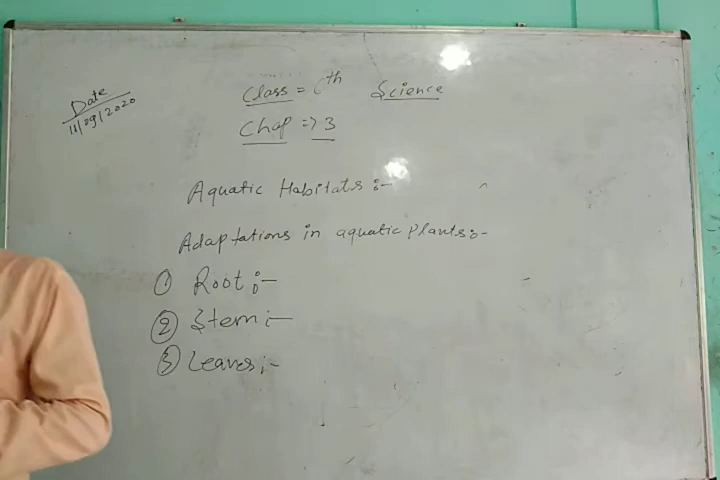 Date
11/09/2020
Class = 6th Science
Chap => 3
Aquatic Habitats :-
Adaptations in aquatic plants :-
① Root :-
② Stem :-
③ Leaves :-